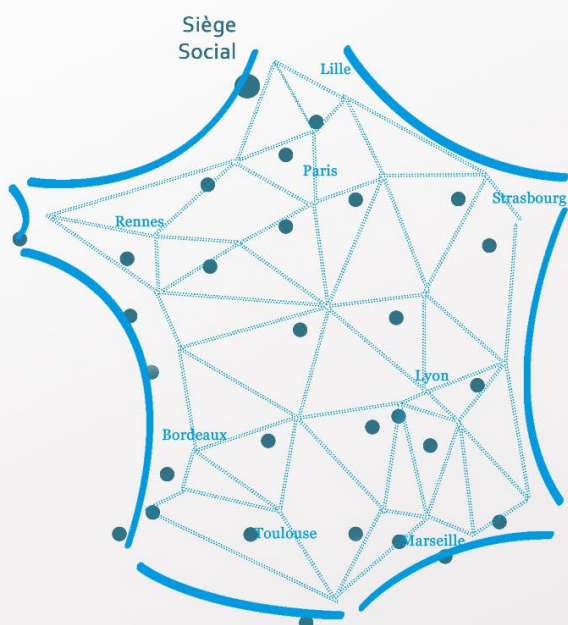 Siège
Social
Lille
Paris
Strasbourg
Rennes
Lyon
Bordeaux
Toulouse
Marseille